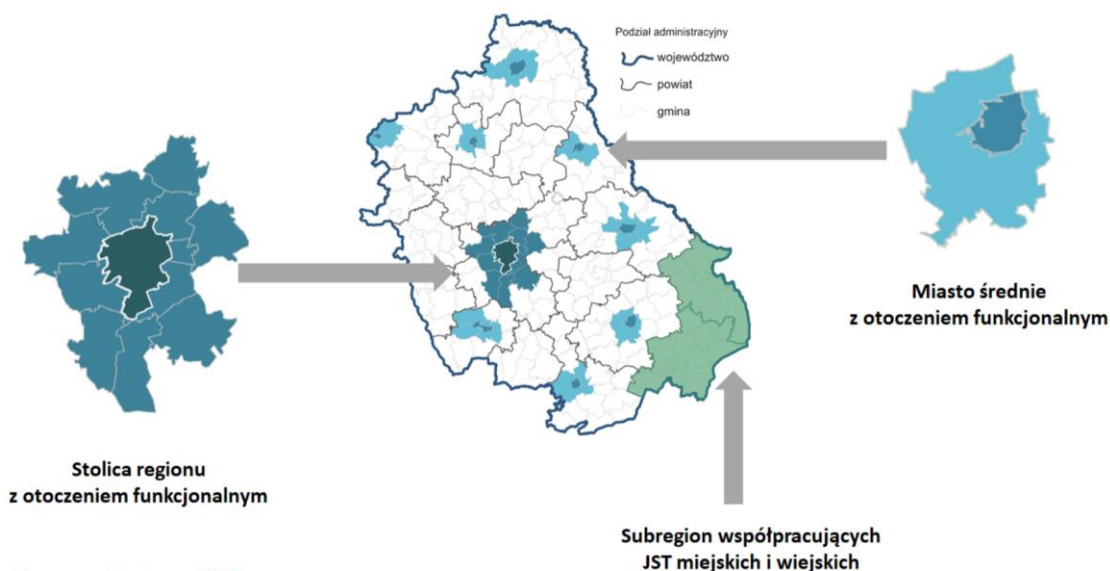 Podział administracyjny
województwo
powiat
gmina
Miasto średnie
z otoczeniem funkcjonalnym
Stolica regionu
z otoczeniem funkcjonalnym
Subregion współpracujących
JST miejskich i wiejskich